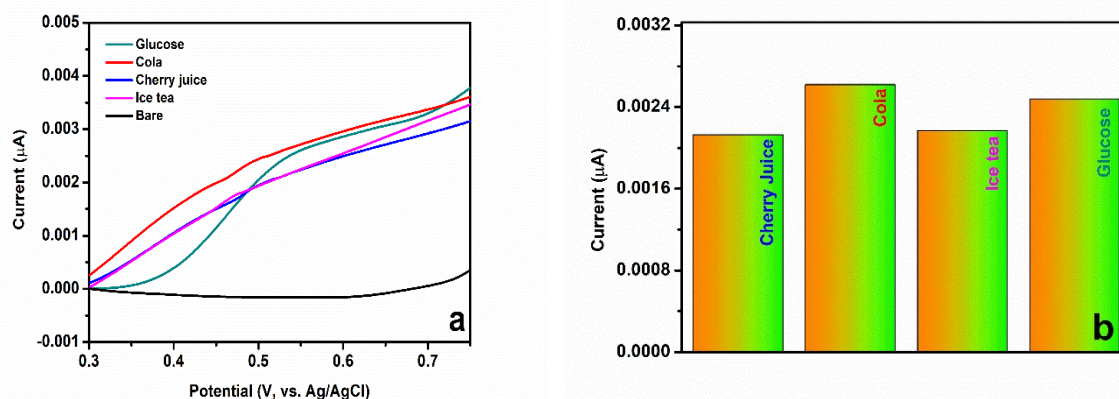 0.005
0.004
0.003
0.002
0.001
0.000
-0.001
Current (μA)
Glucose
Cola
Cherry juice
Ice tea
Bare
a
0.3
0.4
0.5
0.6
0.7
Potential (V, vs. Ag/AgCl)
0.0032
0.0024
0.0016
0.0008
0.0000
Current (μA)
Cherry Juice
Cola
Ice tea
Glucose
b